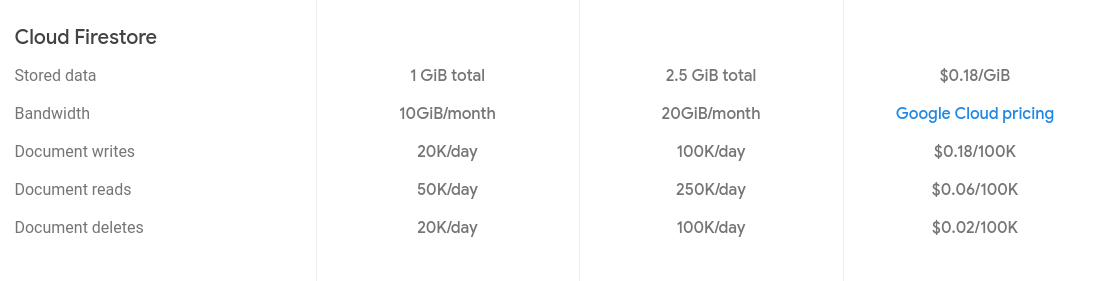 Cloud Firestore
Stored data 1 GiB total 2.5 GiB total $0.18/GiB
Bandwidth 10GiB/month 20GiB/month Google Cloud pricing
Document writes 20K/day 100K/day $0.18/100K
Document reads 50K/day 250K/day $0.06/100K
Document deletes 20K/day 100K/day $0.02/100K